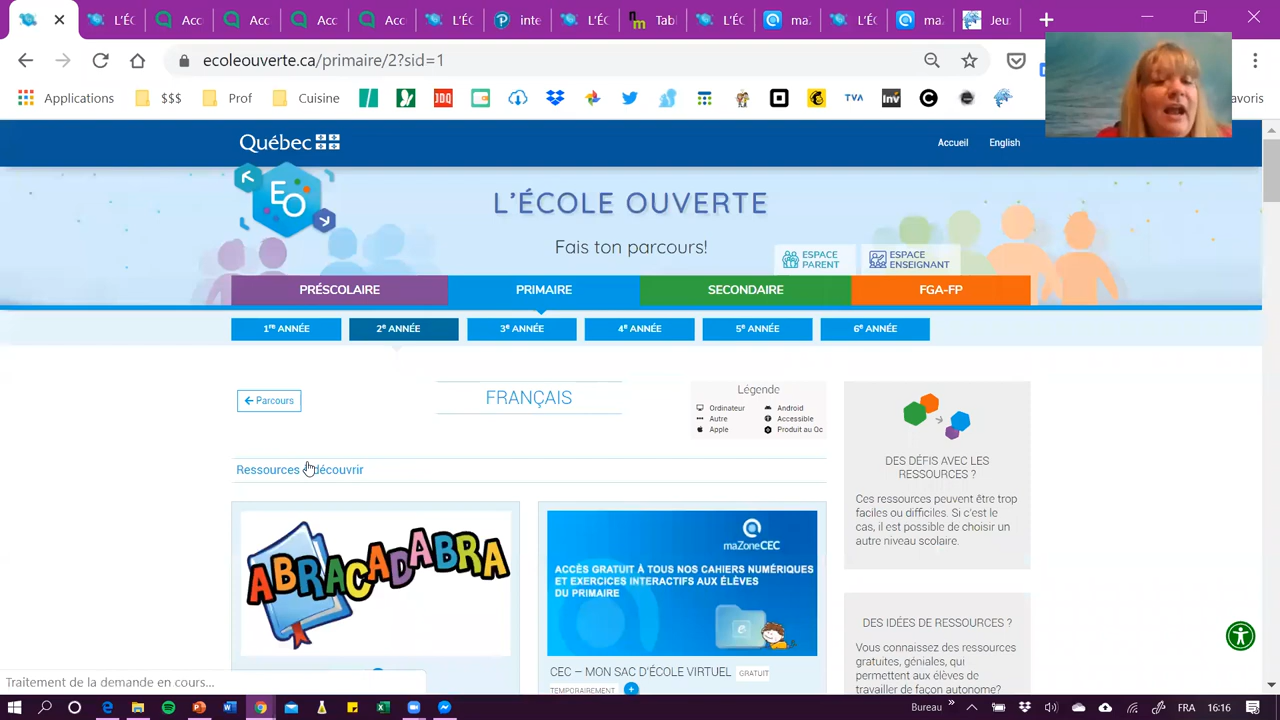 L'É
Acc
Acc
Acc
Acc
L'ÉC
inte
L'ÉC
Tab
L'ÉC
ma.
L'ÉC
ma
Jeu
ecoleouverte.ca/primaire/2?sid=1
Applications
$$$
Prof
Cuisine
JDQ
TVA
Inv
avoris
Québec
Accueil
English
EO
L'ÉCOLE OUVERTE
Fais ton parcours!
ESPACE
PARENT
ESPACE
ENSEIGNANT
PRÉSCOLAIRE
PRIMAIRE
SECONDAIRE
FGA-FP
1re ANNÉE
2e ANNÉE
3e ANNÉE
4e ANNÉE
5e ANNÉE
6e ANNÉE
Parcours
FRANÇAIS
Légende
Ordinateur
Android
Autre
Accessible
Apple
Produit au Qc
Ressources découvrir
DES DÉFIS AVEC LES
RESSOURCES ?
Ces ressources peuvent être trop
faciles ou difficiles. Si c'est le
cas, il est possible de choisir un
autre niveau scolaire.
ABRACADABRA
maZoneCEC
ACCÈS GRATUIT À TOUS NOS CAHIERS NUMÉRIQUES
ET EXERCICES INTERACTIFS AUX ÉLÈVES
DU PRIMAIRE
CEC – MON SAC D'ÉCOLE VIRTUEL GRATUIT
TEMPORAIREMENT
DES IDÉES DE RESSOURCES ?
Vous connaissez des ressources
gratuites, géniales, qui
permettent aux élèves de
travailler de façon autonome?
Traitement de la demande en cours...
Bureau
FRA
16:16